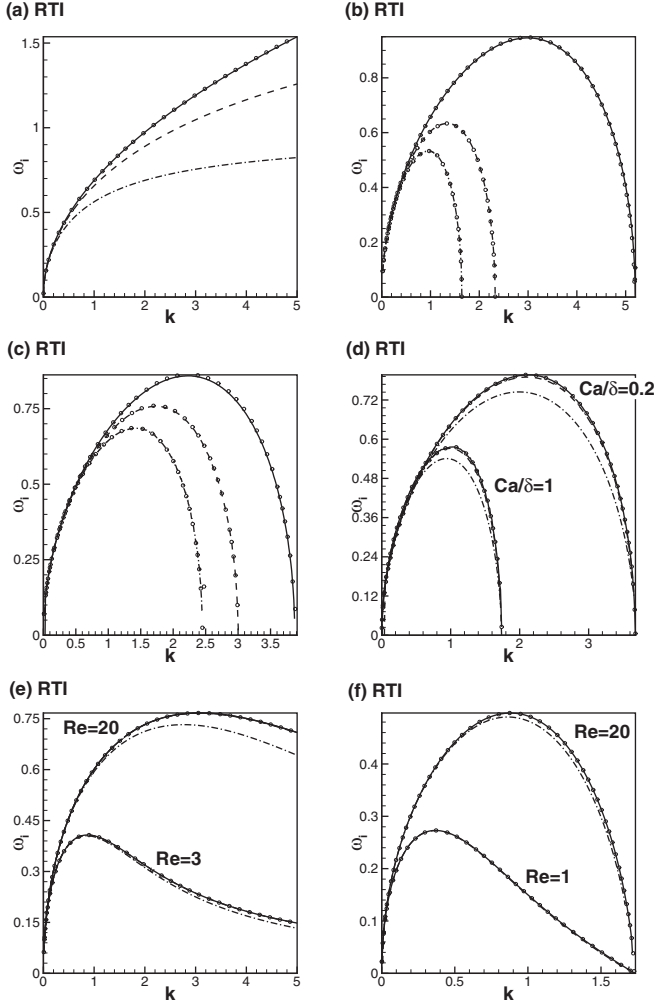 (a) RTI
1.5
1
0.5
0
ωi
0 1 2 3 4 5
k
(b) RTI
0.8
0.6
0.4
0.2
0
ωi
0 1 2 3 4 5
k
(c) RTI
0.75
0.5
0.25
0
ωi
0 0.5 1 1.5 2 2.5 3 3.5
k
(d) RTI
0.72
0.6
0.48
0.36
0.24
0.12
0
ωi
Ca/δ=0.2
Ca/δ=1
0 1 2 3
k
(e) RTI
0.75
0.6
0.45
0.3
0.15
0
ωi
Re=20
Re=3
0 1 2 3 4 5
k
(f) RTI
0.4
0.3
0.2
0.1
0
ωi
Re=20
Re=1
0 0.5 1 1.5
k